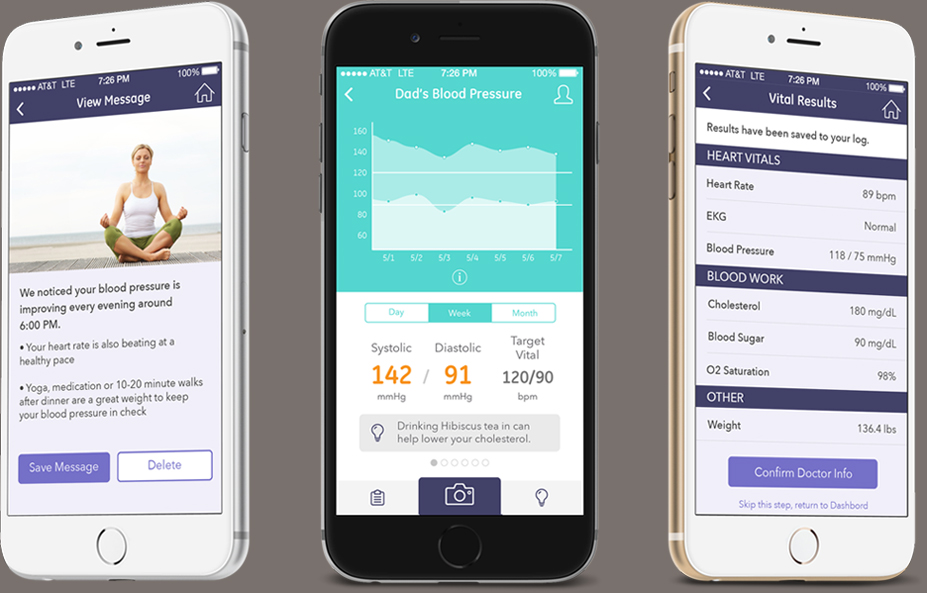 AT&T LTE 7:26 PM 100%
View Message
We noticed your blood pressure is
improving every evening around
6:00 PM.
• Your heart rate is also beating at a
healthy pace
• Yoga, medication or 10-20 minute walks
after dinner are a great weight to keep
your blood pressure in check
Save Message Delete
AT&T LTE 7:26 PM 100%
Dad's Blood Pressure
160
140
120
100
80
60
5/1 5/2 5/3 5/4 5/5 5/6 5/7
i
Day Week Month
Systolic Diastolic Target
Vital
142 / 91 120/90
mmHg mmHg bpm
Drinking Hibiscus tea in can
help lower your cholesterol.
AT&T LTE 7:26 PM 100%
Vital Results
Results have been saved to your log.
HEART VITALS
Heart Rate 89 bpm
EKG Normal
Blood Pressure 118 / 75 mmHg
BLOOD WORK
Cholesterol 180 mg/dL
Blood Sugar 90 mg/dL
O2 Saturation 98%
OTHER
Weight 136.4 lbs
Confirm Doctor Info
Skip this step, return to Dashbord